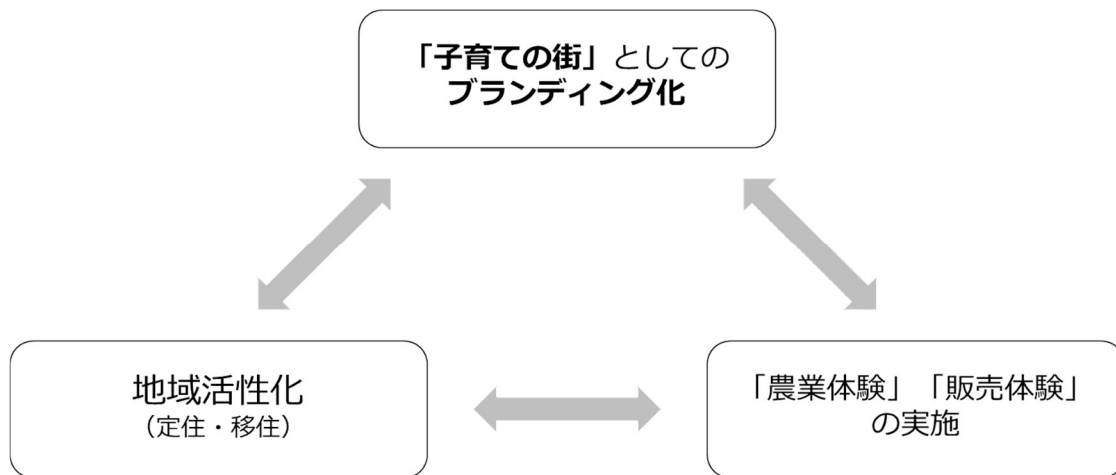 「子育ての街」としての
ブランディング化
地域活性化
（定住・移住）
「農業体験」「販売体験」
の実施